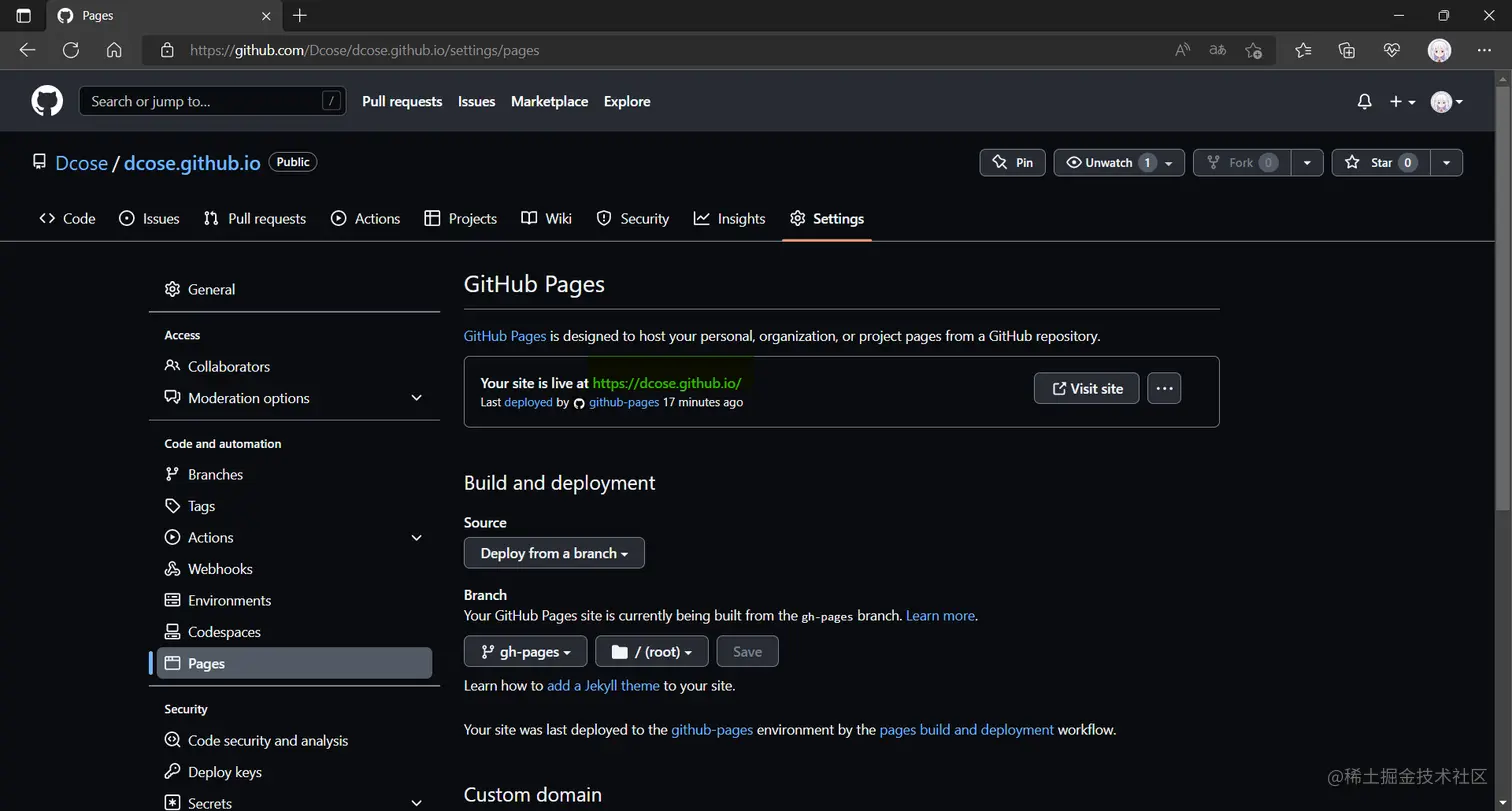 Pages
https://github.com/Dcose/dcose.github.io/settings/pages
Search or jump to... /
Pull requests Issues Marketplace Explore
Dcose / dcose.github.io Public
Pin Unwatch 1 Fork 0 Star 0
Code Issues Pull requests Actions Projects Wiki Security Insights Settings
General
Access
Collaborators
Moderation options
Code and automation
Branches
Tags
Actions
Webhooks
Environments
Codespaces
Pages
Security
Code security and analysis
Deploy keys
Secrets
GitHub Pages
GitHub Pages is designed to host your personal, organization, or project pages from a GitHub repository.
Your site is live at https://dcose.github.io/
Last deployed by github-pages 17 minutes ago
Visit site
Build and deployment
Source
Deploy from a branch
Branch
Your GitHub Pages site is currently being built from the gh-pages branch. Learn more.
gh-pages / (root) Save
Learn how to add a Jekyll theme to your site.
Your site was last deployed to the github-pages environment by the pages build and deployment workflow.
Custom domain
@稀土掘金技术社区